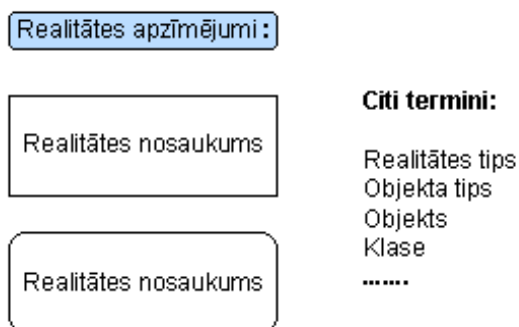 Realitātes apzīmējumi :
Realitātes nosaukums
Realitātes nosaukums
Citi termini:
Realitātes tips
Objekta tips
Objekts
Klase
.......